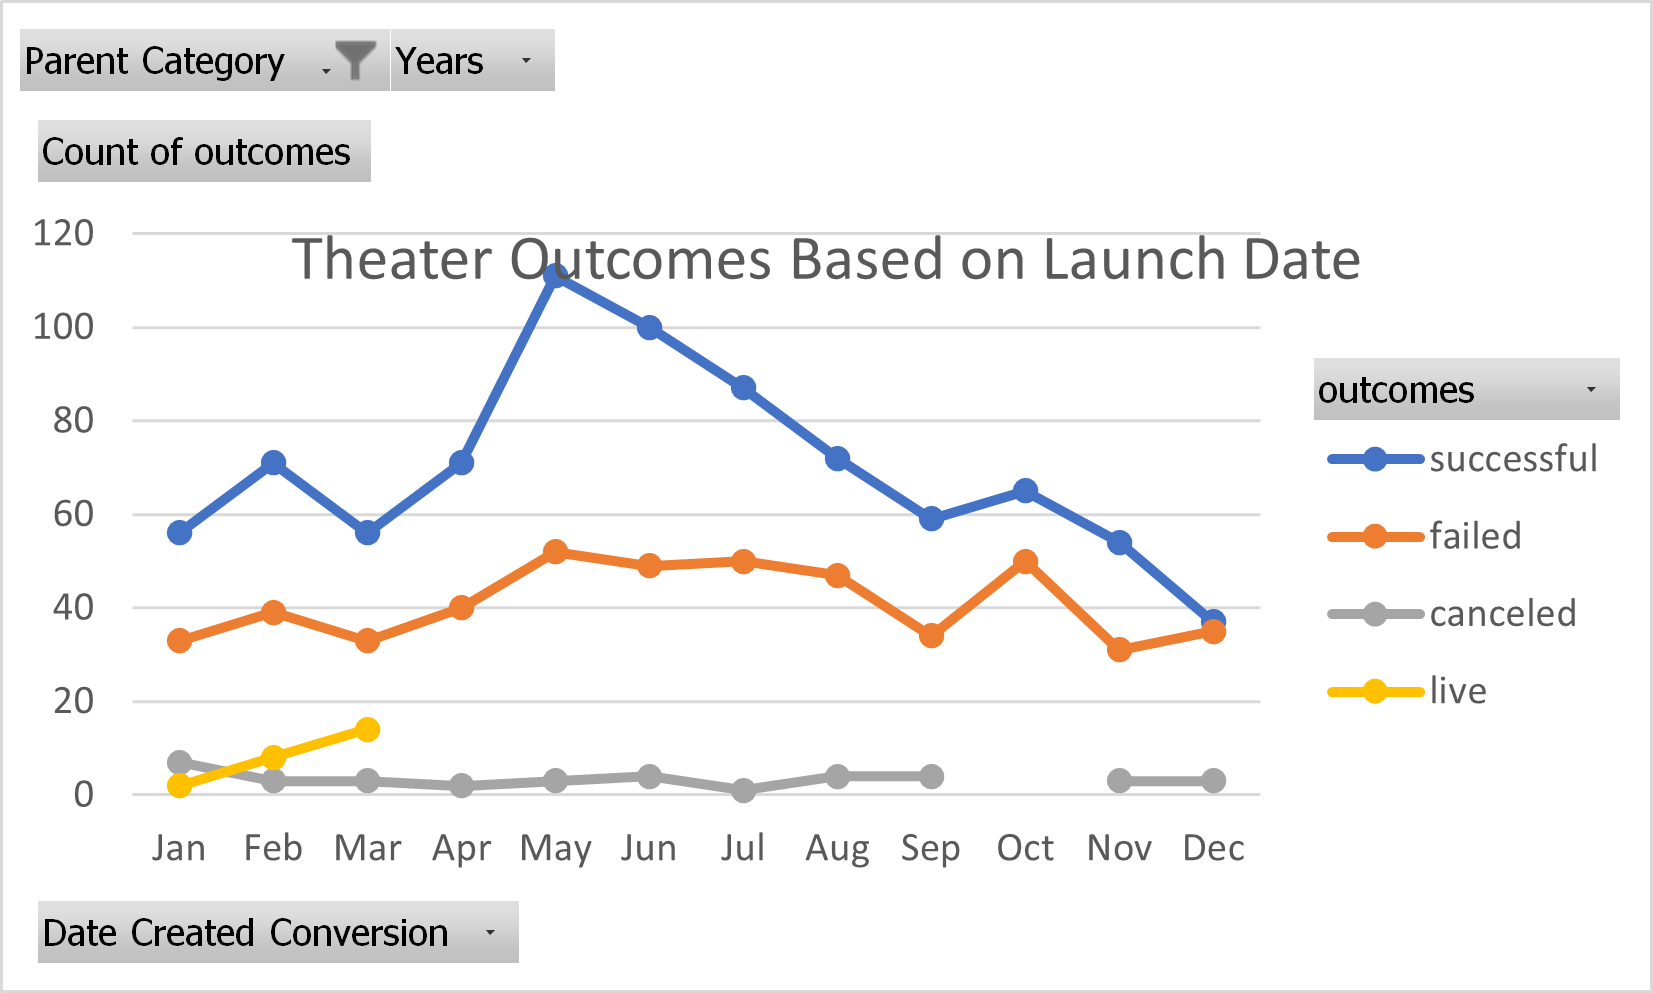 Parent Category Years
Count of outcomes
Theater Outcomes Based on Launch Date
120
100
80
60
40
20
0
Jan Feb Mar Apr May Jun Jul Aug Sep Oct Nov Dec
outcomes
successful
failed
canceled
live
Date Created Conversion